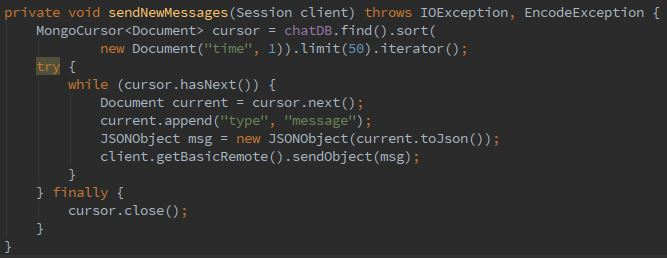 private void sendNewMessages(Session client) throws IOException, EncodeException {
    MongoCursor<Document> cursor = chatDB.find().sort(
            new Document("time", 1)).limit(50).iterator();
    try {
        while (cursor.hasNext()) {
            Document current = cursor.next();
            current.append("type", "message");
            JSONObject msg = new JSONObject(current.toJson());
            client.getBasicRemote().sendObject(msg);
        }
    } finally {
        cursor.close();
    }
}